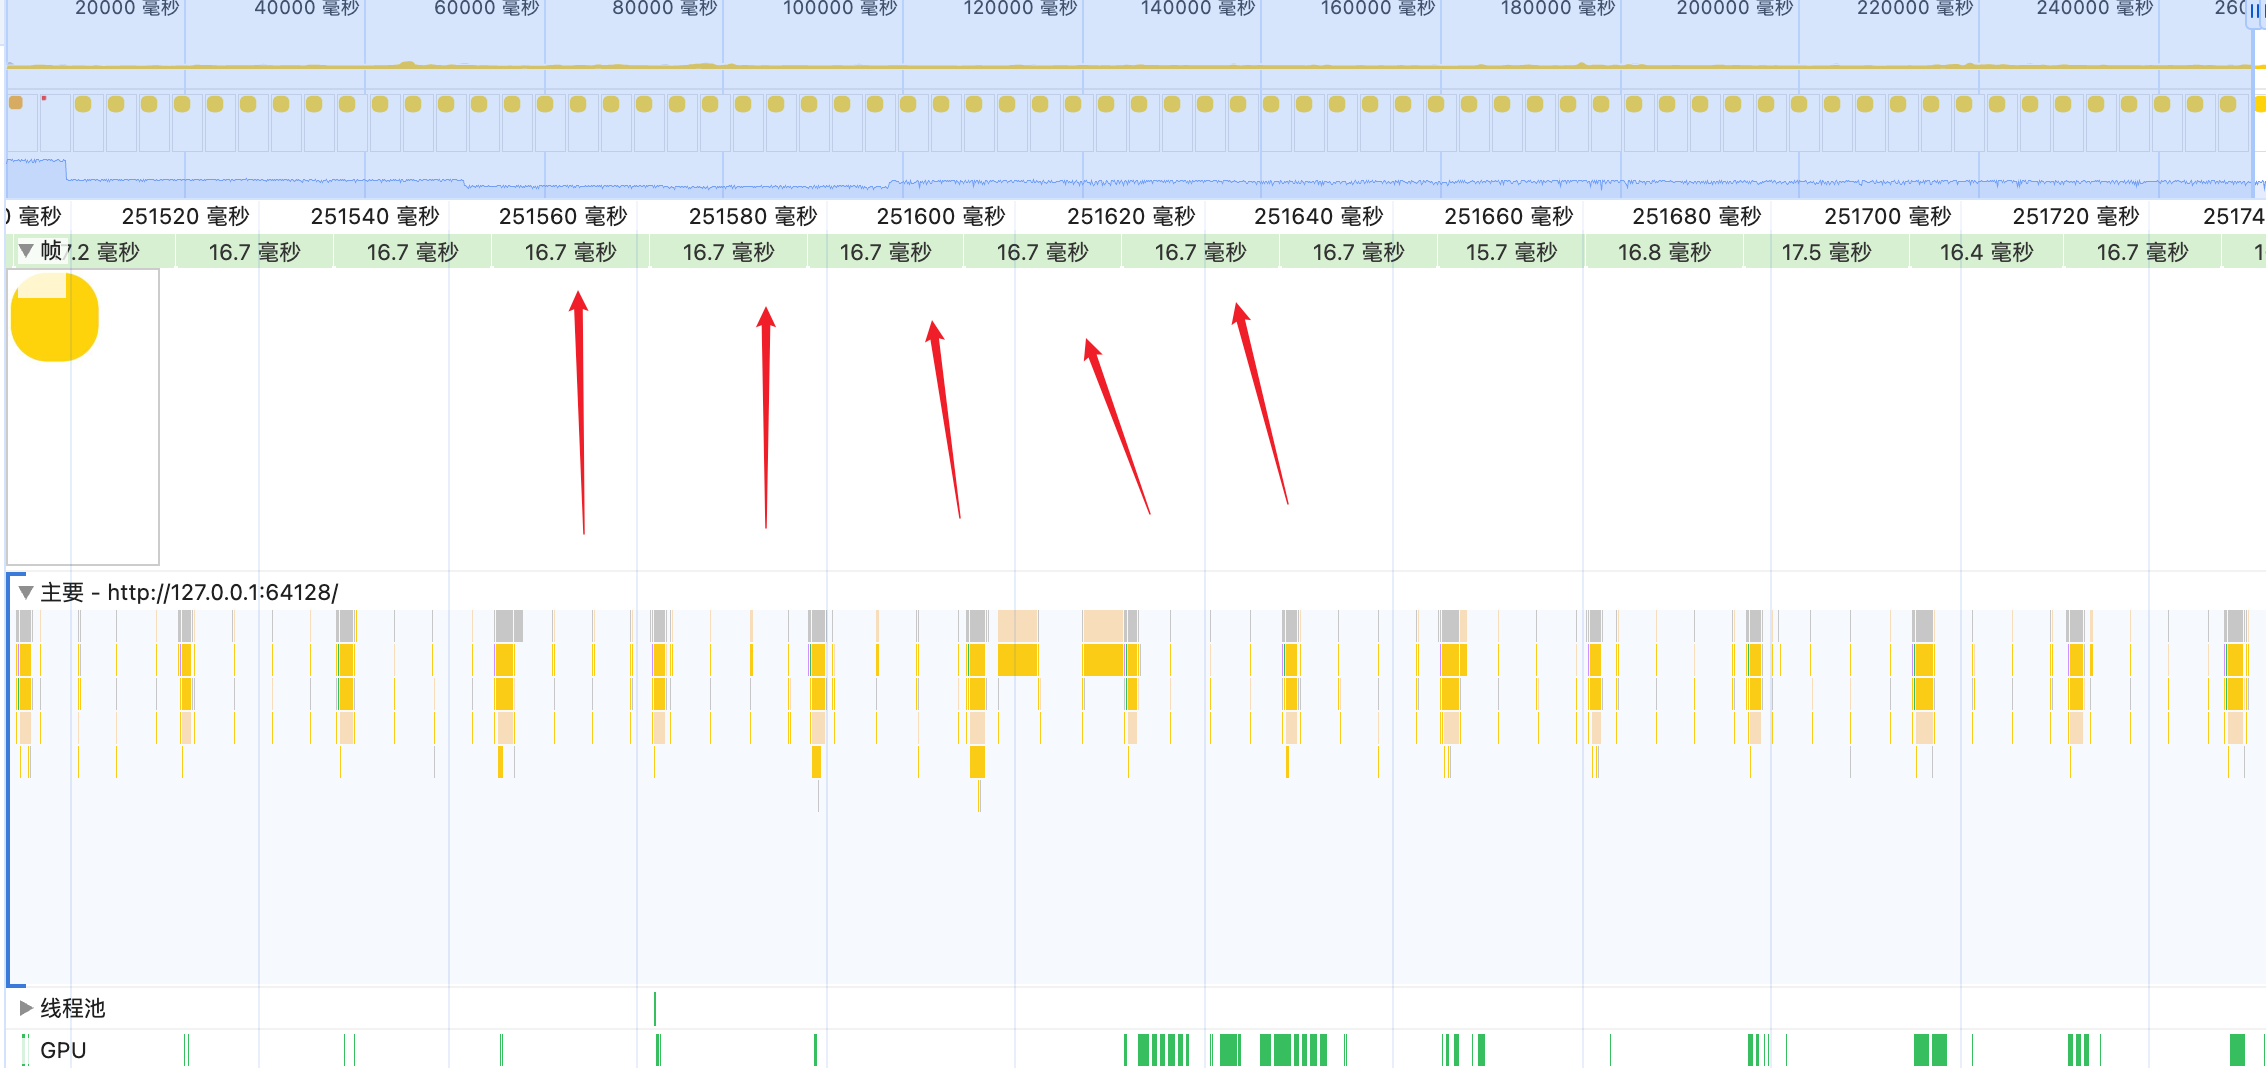 20000 毫秒 40000 毫秒 60000 毫秒 80000 毫秒 100000 毫秒 120000 毫秒 140000 毫秒 160000 毫秒 180000 毫秒 200000 毫秒 220000 毫秒 240000 毫秒 260
0 毫秒 251520 毫秒 251540 毫秒 251560 毫秒 251580 毫秒 251600 毫秒 251620 毫秒 251640 毫秒 251660 毫秒 251680 毫秒 251700 毫秒 251720 毫秒 25174
帧 7.2 毫秒 16.7 毫秒 16.7 毫秒 16.7 毫秒 16.7 毫秒 16.7 毫秒 16.7 毫秒 16.7 毫秒 16.7 毫秒 15.7 毫秒 16.8 毫秒 17.5 毫秒 16.4 毫秒 16.7 毫秒 1
主要 – http://127.0.0.1:64128/
线程池
GPU